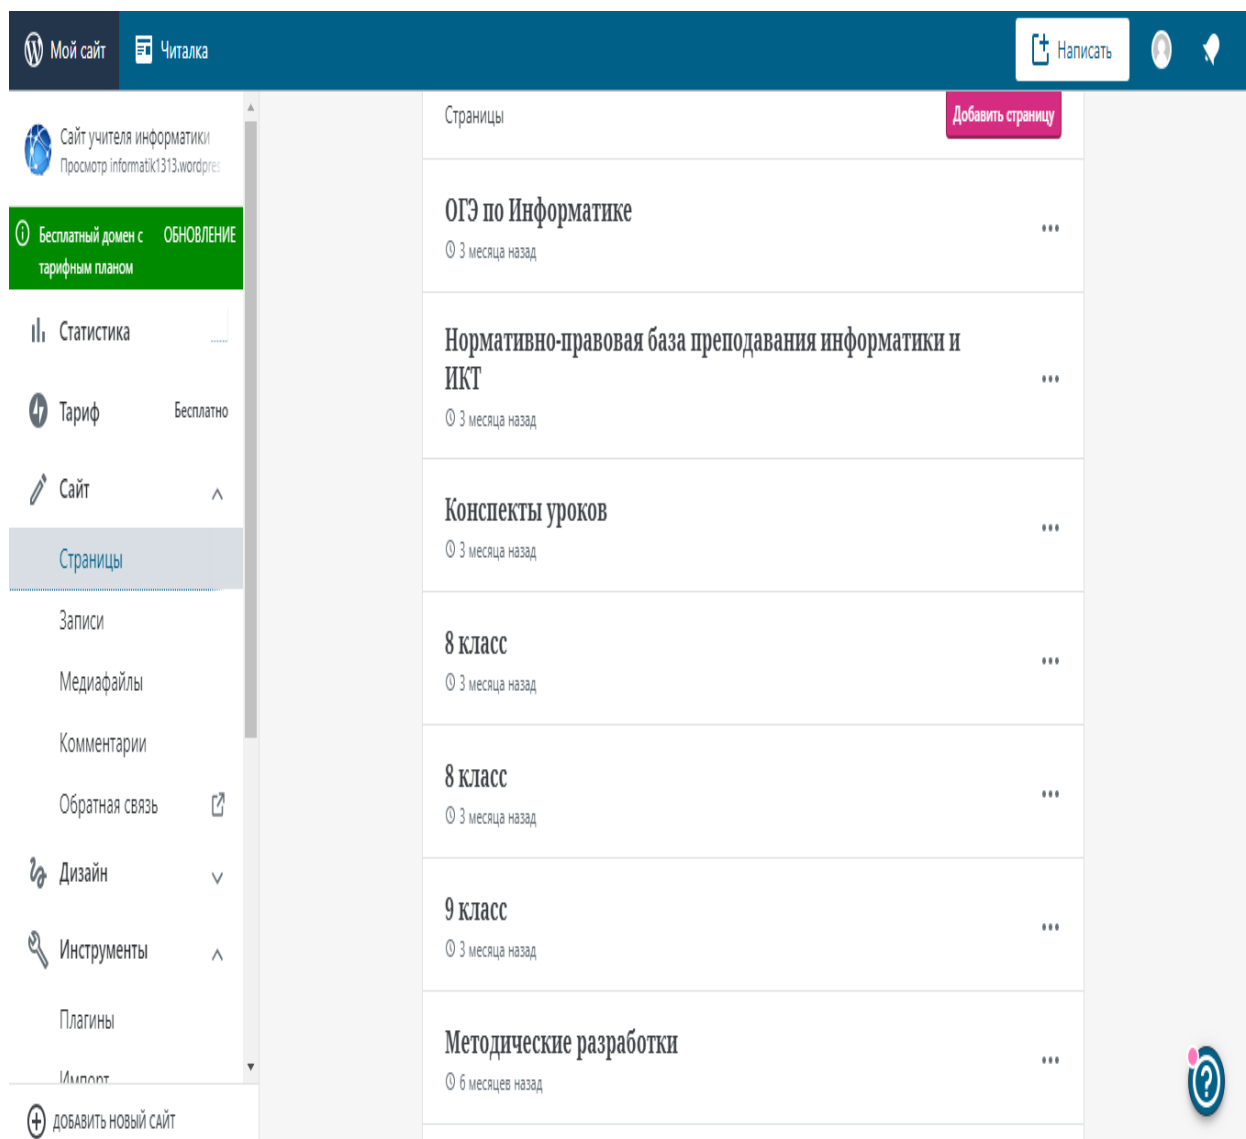 Мой сайт
Читалка
Написать
Сайт учителя информатики
Просмотр informatik1313.wordpres
Бесплатный домен с
тарифным планом
ОБНОВЛЕНИЕ
Статистика
Тариф
Бесплатно
Сайт
Страницы
Записи
Медиафайлы
Комментарии
Обратная связь
Дизайн
Инструменты
Плагины
Импорт
ДОБАВИТЬ НОВЫЙ САЙТ
Страницы
Добавить страницу
ОГЭ по Информатике
3 месяца назад
Нормативно-правовая база преподавания информатики и
ИКТ
3 месяца назад
Конспекты уроков
3 месяца назад
8 класс
3 месяца назад
8 класс
3 месяца назад
9 класс
3 месяца назад
Методические разработки
6 месяцев назад